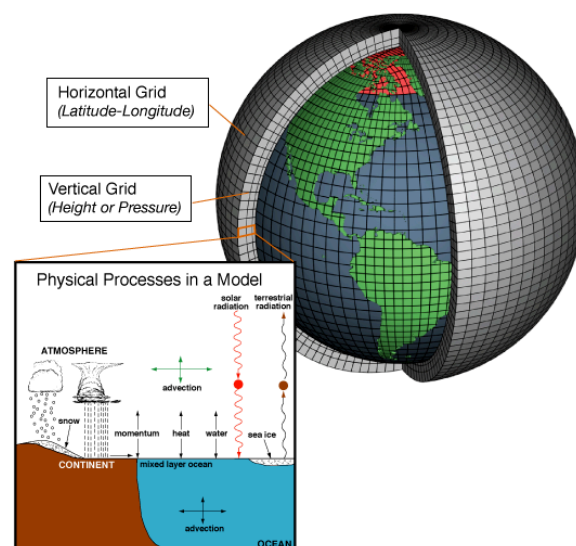 Horizontal Grid
(Latitude-Longitude)
Vertical Grid
(Height or Pressure)
Physical Processes in a Model
solar
radiation
terrestrial
radiation
ATMOSPHERE
advection
snow
momentum
heat
water
sea ice
CONTINENT
mixed layer ocean
advection
OCEAN